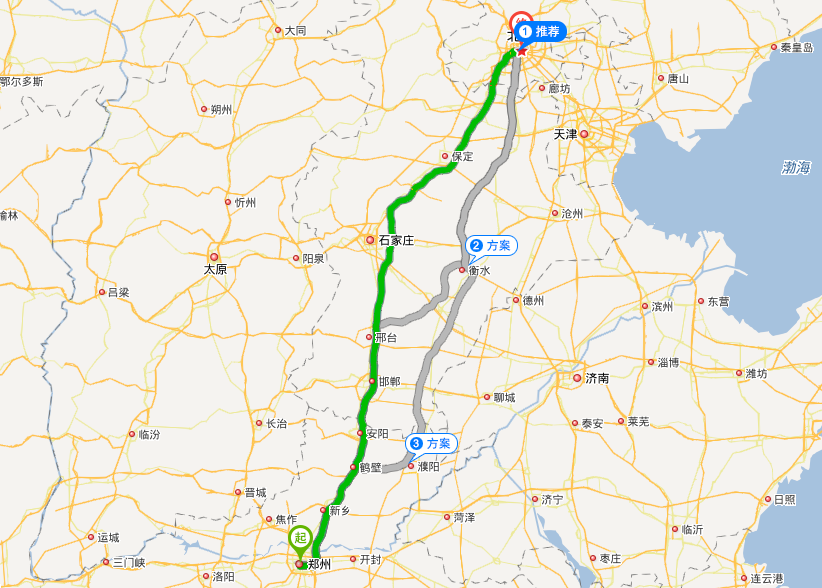 大同
终
1 推荐
北
秦皇岛
鄂尔多斯
唐山
廊坊
朔州
天津
保定
渤海
忻州
沧州
榆林
石家庄
2 方案
阳泉
太原
衡水
吕梁
德州
东营
滨州
邢台
淄博
潍坊
济南
邯郸
聊城
长治
泰安
莱芜
临汾
安阳
3 方案
鹤壁
濮阳
晋城
济宁
日照
新乡
焦作
菏泽
临沂
运城
起
郑州
开封
枣庄
三门峡
洛阳
连云港